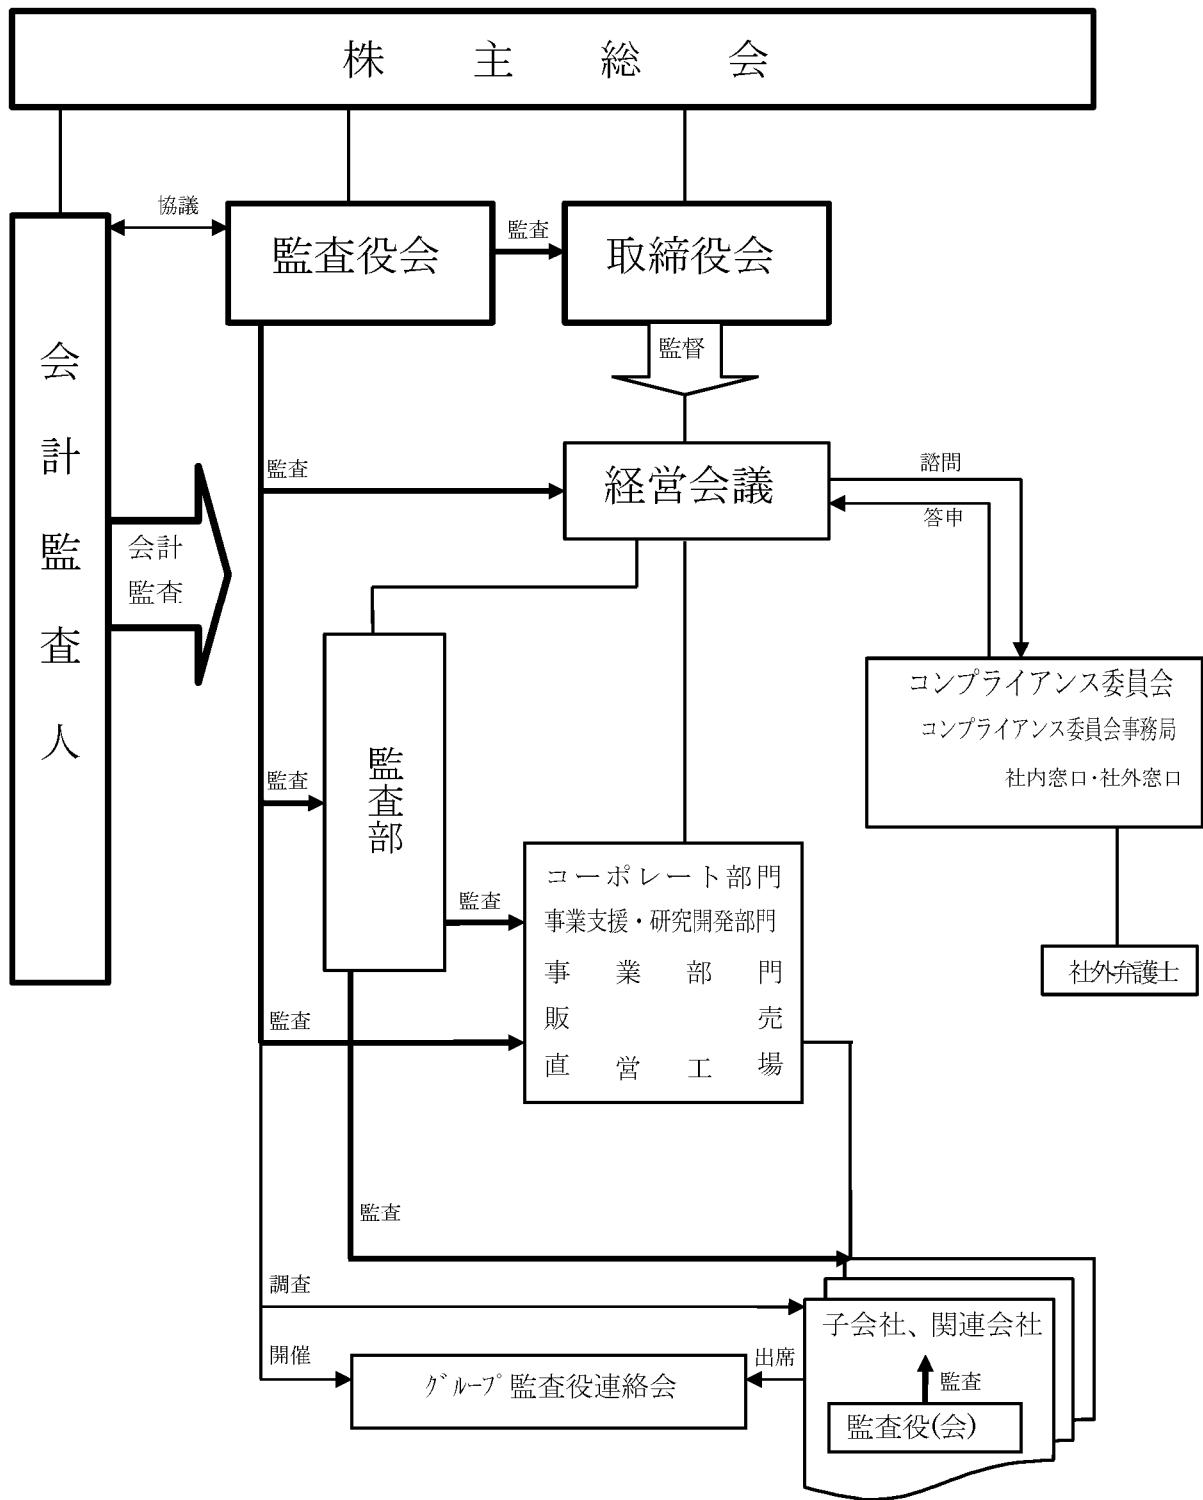 株主総会
協議
監査役会
監査
取締役会
監督
会計監査人
会計
監査
監査
経営会議
諮問
答申
コンプライアンス委員会
コンプライアンス委員会事務局
社内窓口・社外窓口
社外弁護士
監査
監査部
監査
コーポレート部門
事業支援・研究開発部門
事業部門
販売
直営工場
監査
監査
調査
子会社、関連会社
監査
監査役(会)
開催
グループ監査役連絡会
出席